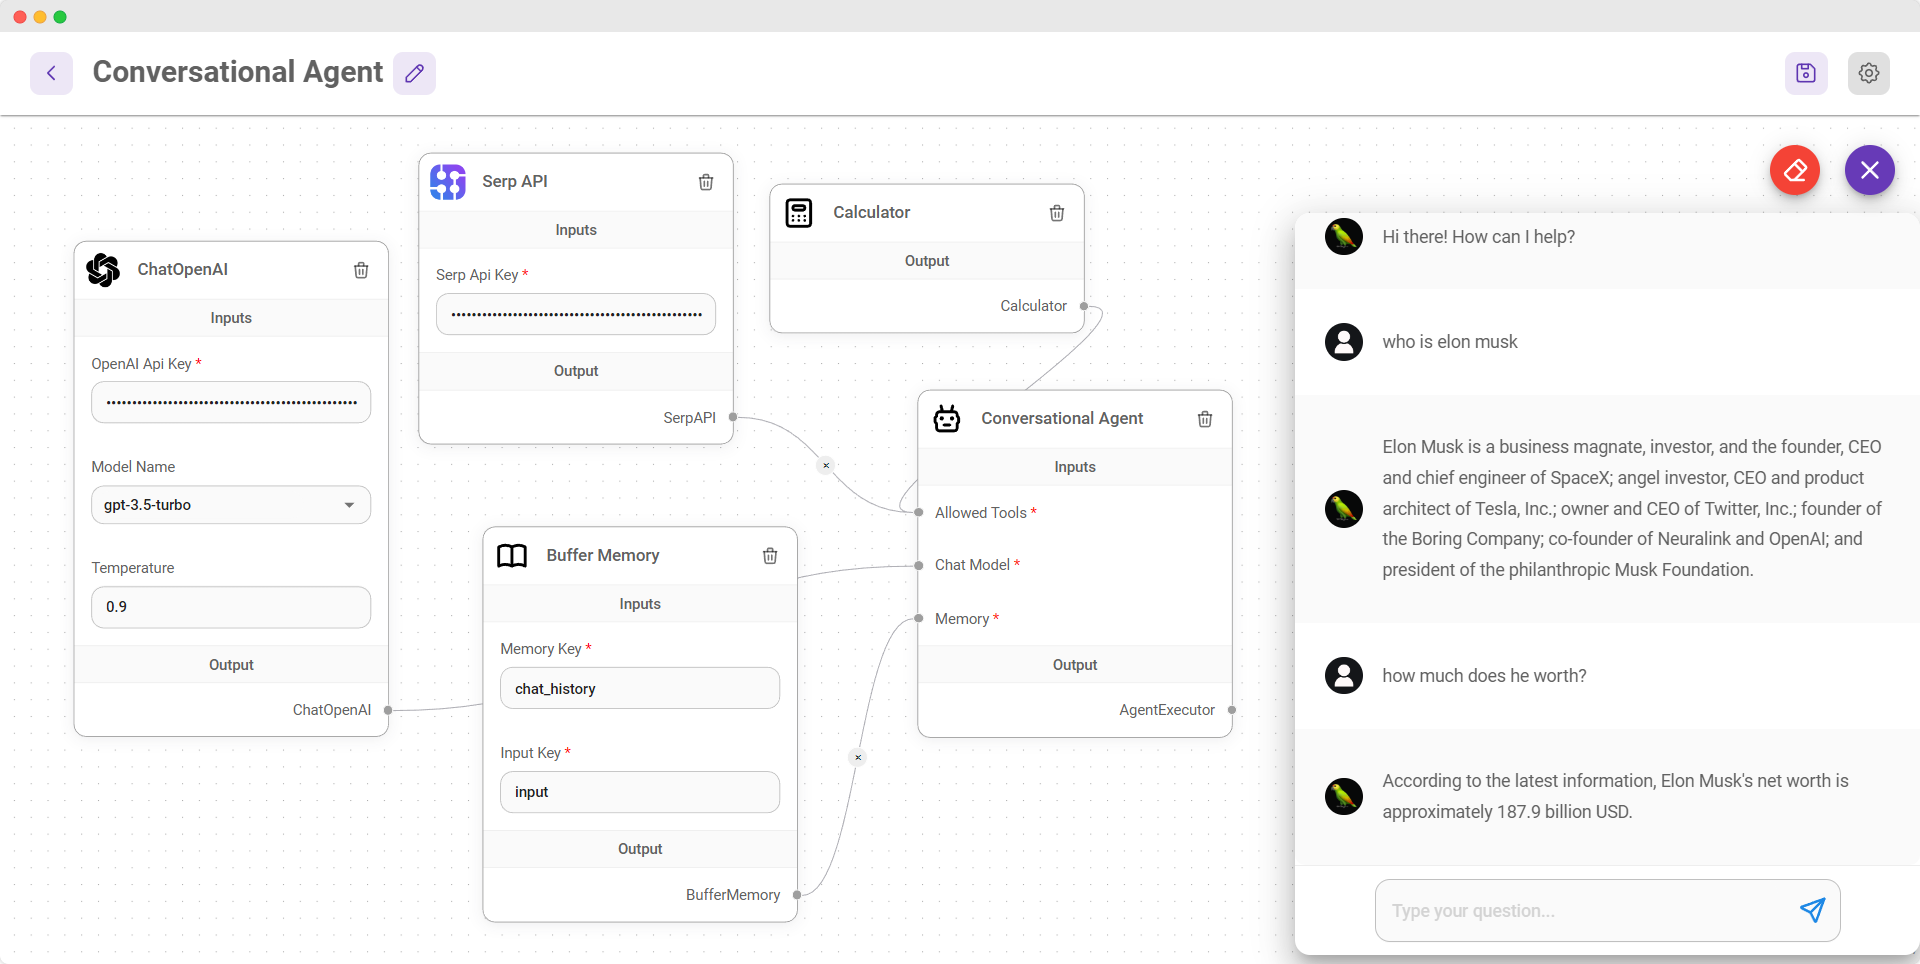 Conversational Agent
Serp API
Inputs
Serp Api Key *
••••••••••••••••••••••••••••••••••••••••••••••••••
Output
SerpAPI
Calculator
Output
Calculator
ChatOpenAI
Inputs
OpenAI Api Key *
••••••••••••••••••••••••••••••••••••••••••••••••••
Model Name
gpt-3.5-turbo
Temperature
0.9
Output
ChatOpenAI
Buffer Memory
Inputs
Memory Key *
chat_history
Input Key *
input
Output
BufferMemory
Conversational Agent
Inputs
Allowed Tools *
Chat Model *
Memory *
Output
AgentExecutor
Hi there! How can I help?
who is elon musk
Elon Musk is a business magnate, investor, and the founder, CEO
and chief engineer of SpaceX; angel investor, CEO and product
architect of Tesla, Inc.; owner and CEO of Twitter, Inc.; founder of
the Boring Company; co-founder of Neuralink and OpenAI; and
president of the philanthropic Musk Foundation.
how much does he worth?
According to the latest information, Elon Musk's net worth is
approximately 187.9 billion USD.
Type your question...